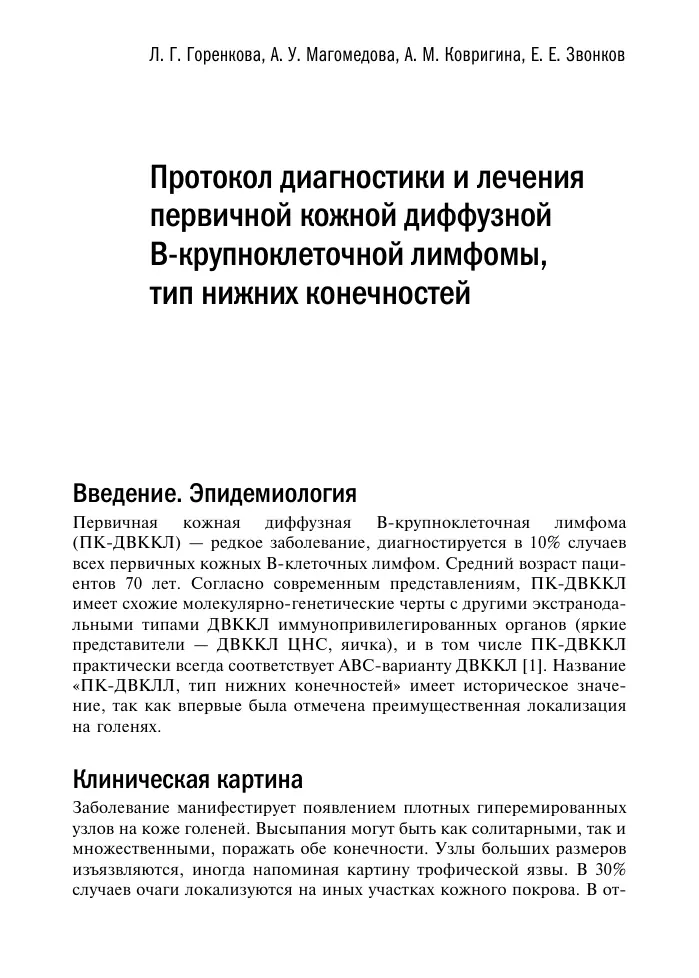 Л. Г. Горенкова, А. У. Магомедова, А. М. Ковригина, Е. Е. Звонков
Протокол диагностики и лечения
первичной кожной диффузной
В-крупноклеточной лимфомы,
тип нижних конечностей
Введение. Эпидемиология
Первичная кожная диффузная В-крупноклеточная лимфома
(ПК-ДВККЛ) — редкое заболевание, диагностируется в 10% случаев
всех первичных кожных В-клеточных лимфом. Средний возраст паци-
ентов 70 лет. Согласно современным представлениям, ПК-ДВККЛ
имеет схожие молекулярно-генетические черты с другими экстранода-
льными типами ДВККЛ иммунопривилегированных органов (яркие
представители — ДВККЛ ЦНС, яичка), и в том числе ПК-ДВККЛ
практически всегда соответствует АВС-варианту ДВККЛ [1]. Название
«ПК-ДВКЛЛ, тип нижних конечностей» имеет историческое значе-
ние, так как впервые была отмечена преимущественная локализация
на голенях.
Клиническая картина
Заболевание манифестирует появлением плотных гиперемированных
узлов на коже голеней. Высыпания могут быть как солитарными, так и
множественными, поражать обе конечности. Узлы больших размеров
изъязвляются, иногда напоминая картину трофической язвы. В 30%
случаев очаги локализуются на иных участках кожного покрова. В от-